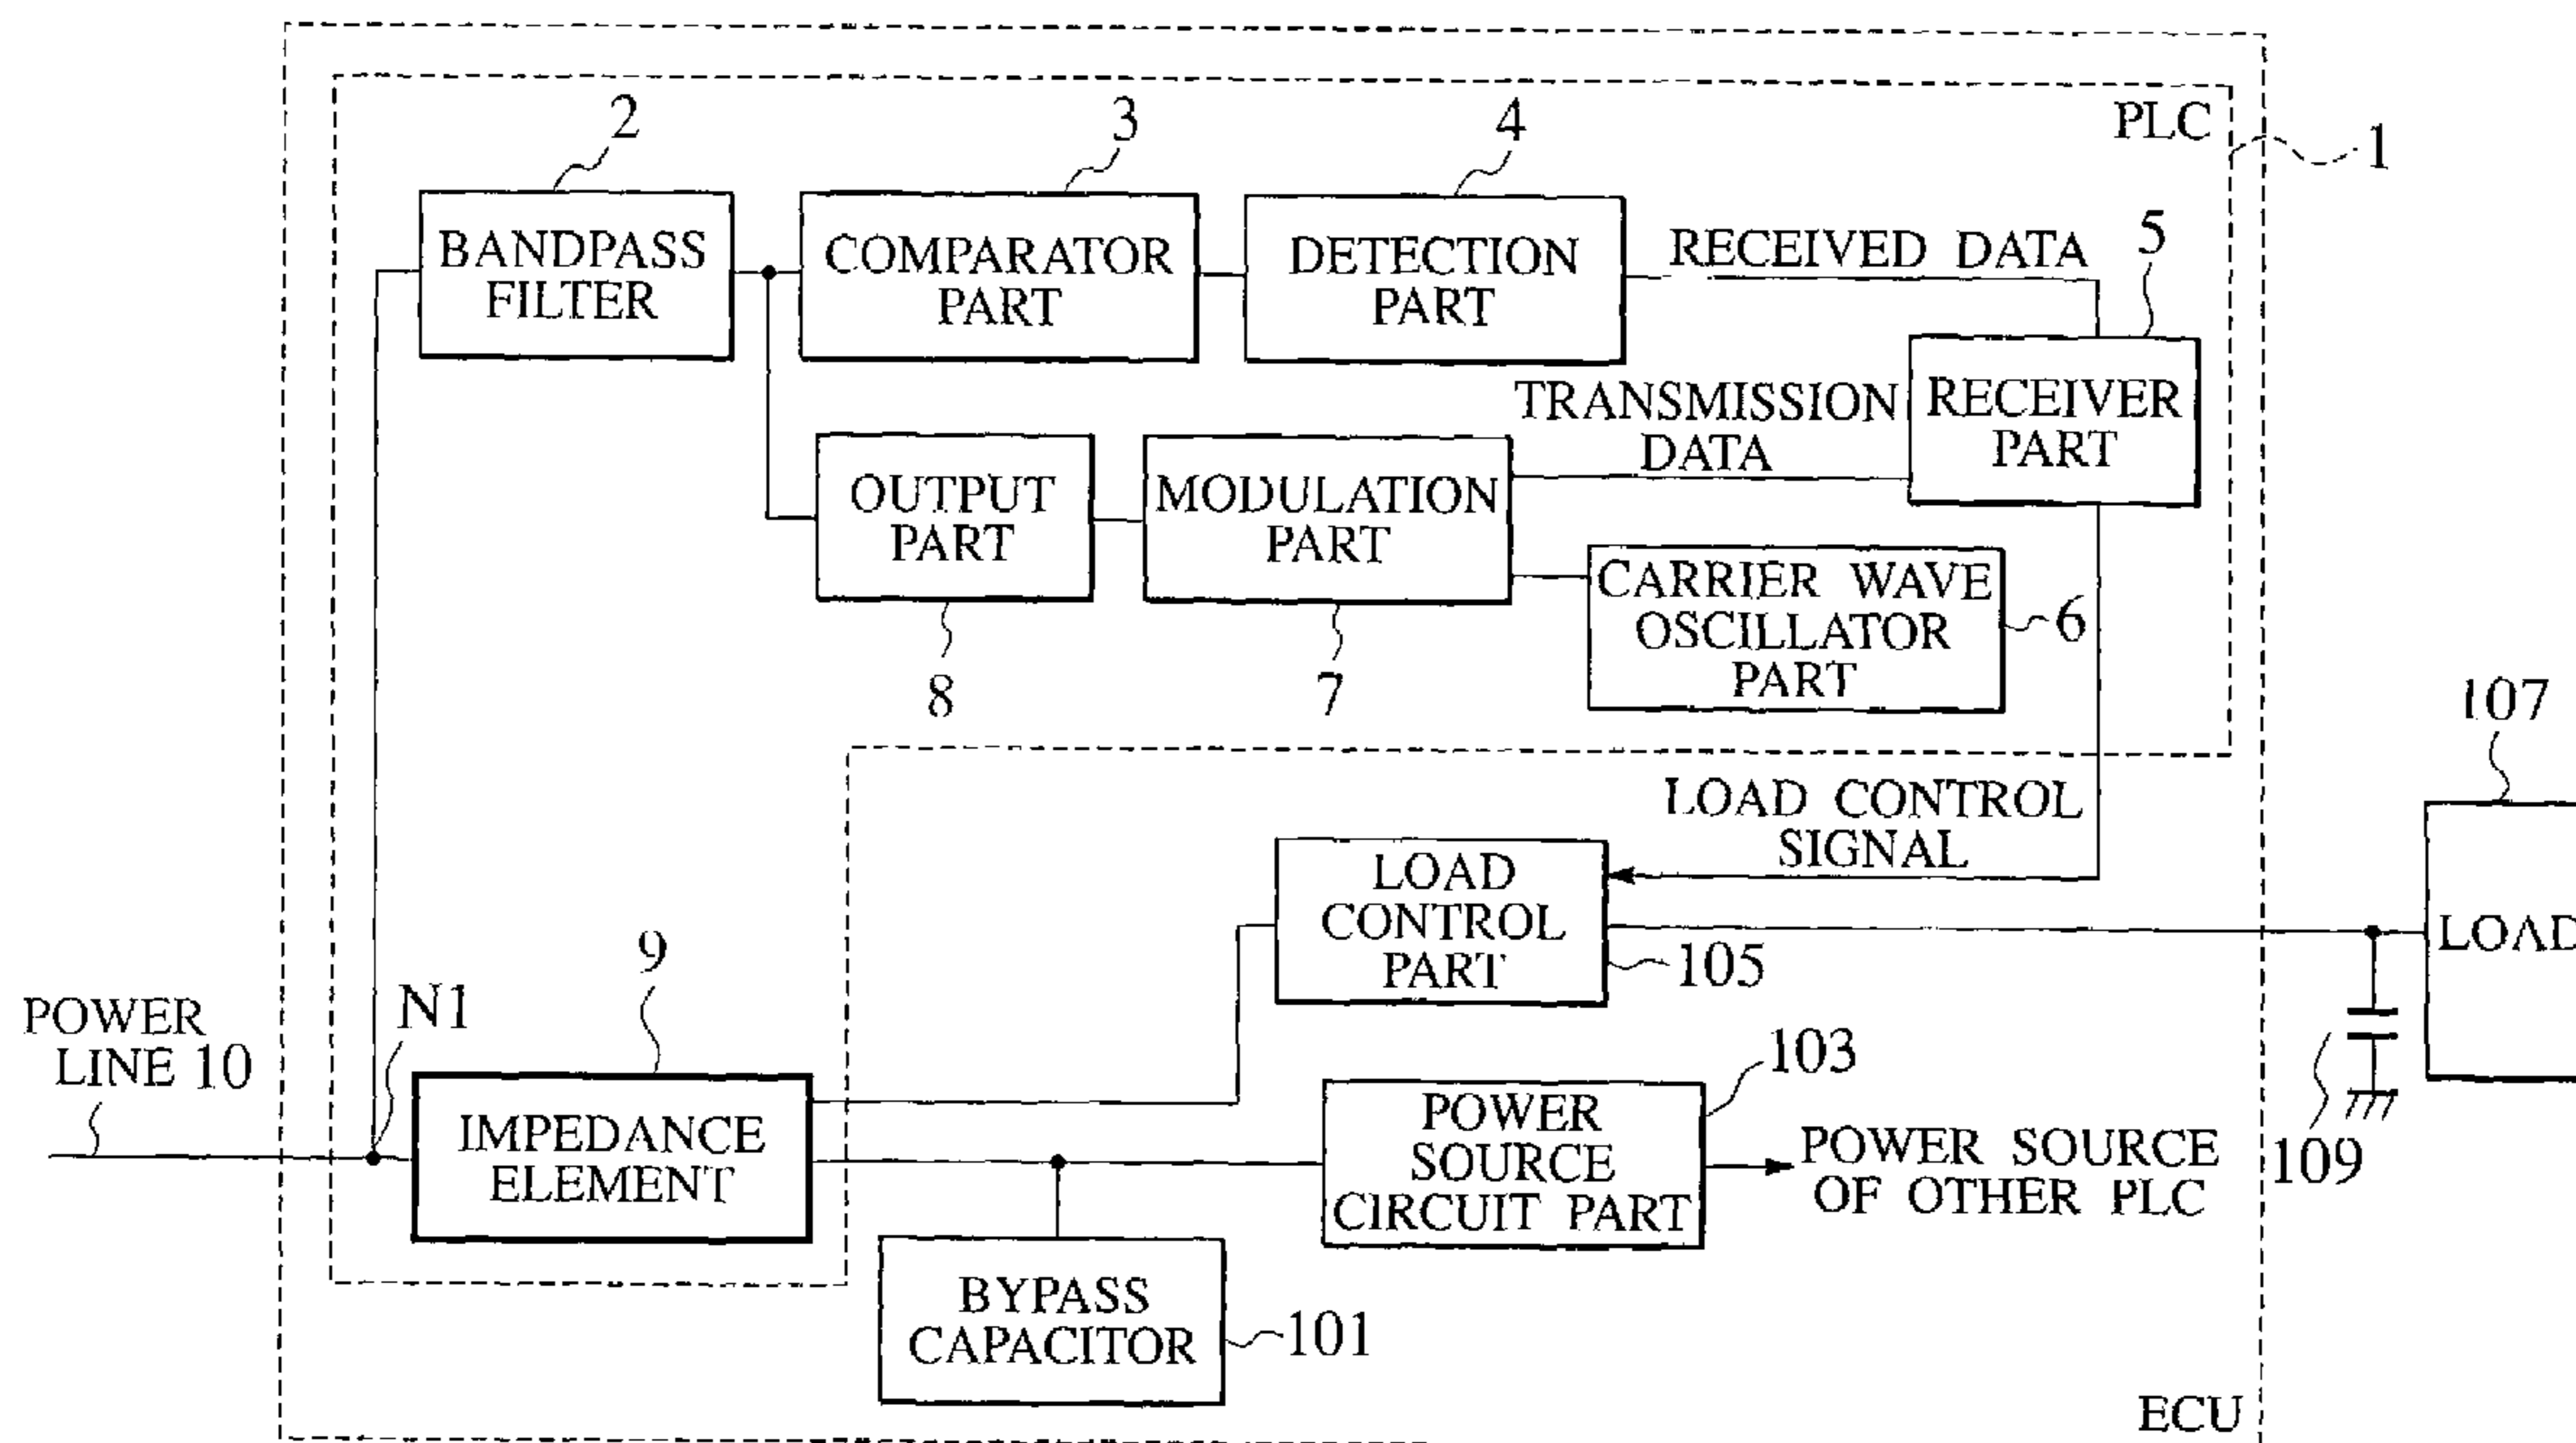 PLC
1
2
3
4
BANDPASS
FILTER
COMPARATOR
PART
DETECTION
PART
RECEIVED DATA
5
RECEIVER
PART
TRANSMISSION
DATA
OUTPUT
PART
8
MODULATION
PART
7
CARRIER WAVE
OSCILLATOR
PART
6
107
LOAD
LOAD CONTROL
SIGNAL
LOAD
CONTROL
PART
105
9
N1
POWER
LINE 10
IMPEDANCE
ELEMENT
103
POWER
SOURCE
CIRCUIT PART
POWER SOURCE
OF OTHER PLC
109
BYPASS
CAPACITOR
101
ECU